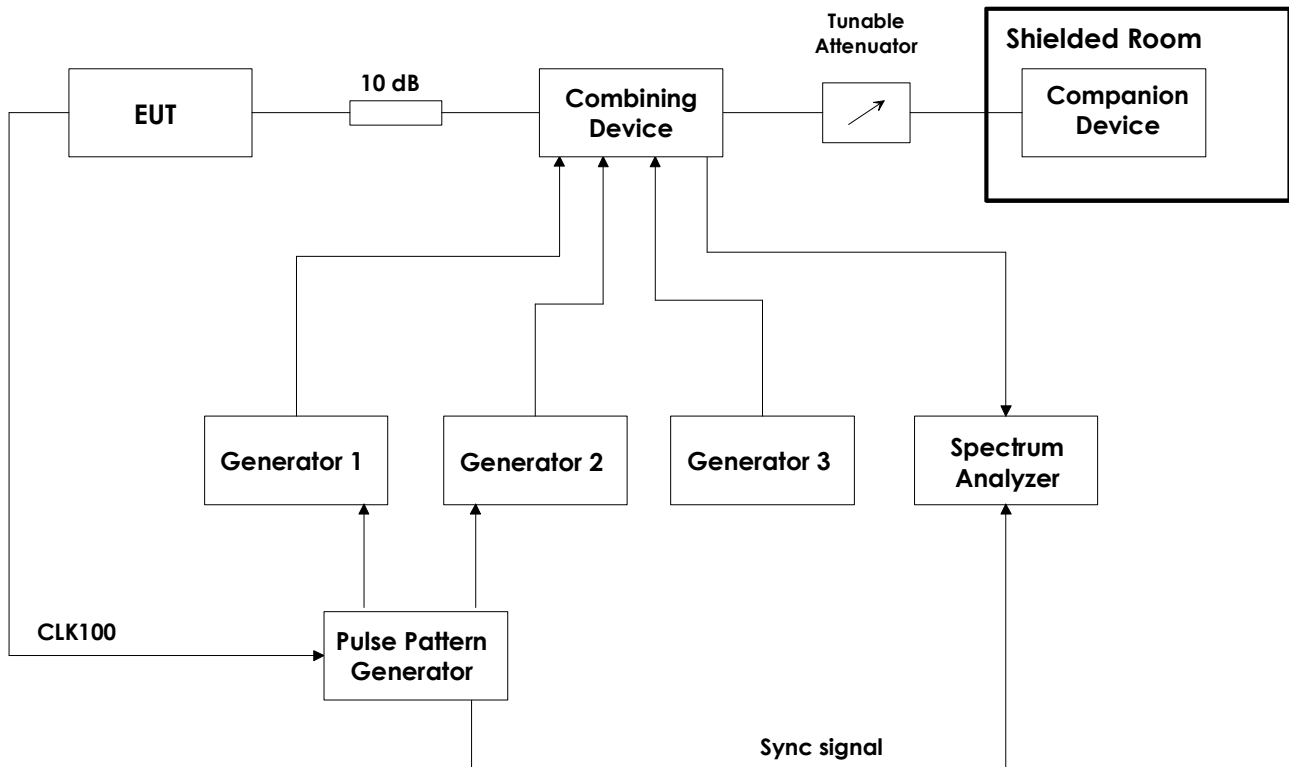 Tunable
Attenuator
Shielded Room
10 dB
EUT
Combining
Device
Companion
Device
Generator 1
Generator 2
Generator 3
Spectrum
Analyzer
CLK100
Pulse Pattern
Generator
Sync signal